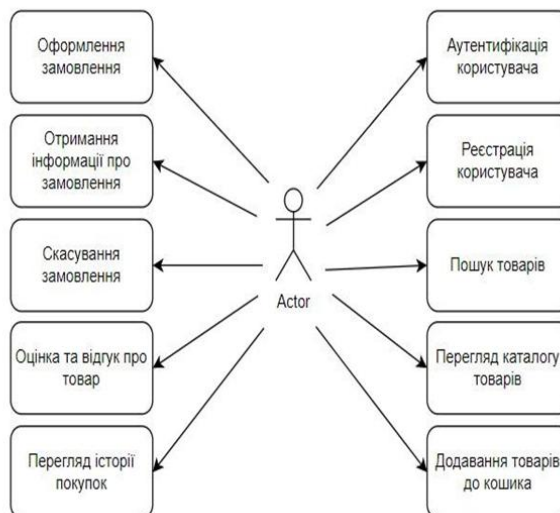 Оформлення
замовлення
Отримання
інформації про
замовлення
Скасування
замовлення
Оцінка та відгук про
товар
Перегляд історії
покупок
Actor
Аутентифікація
користувача
Реєстрація
користувача
Пошук товарів
Перегляд каталогу
товарів
Додавання товарів
до кошика